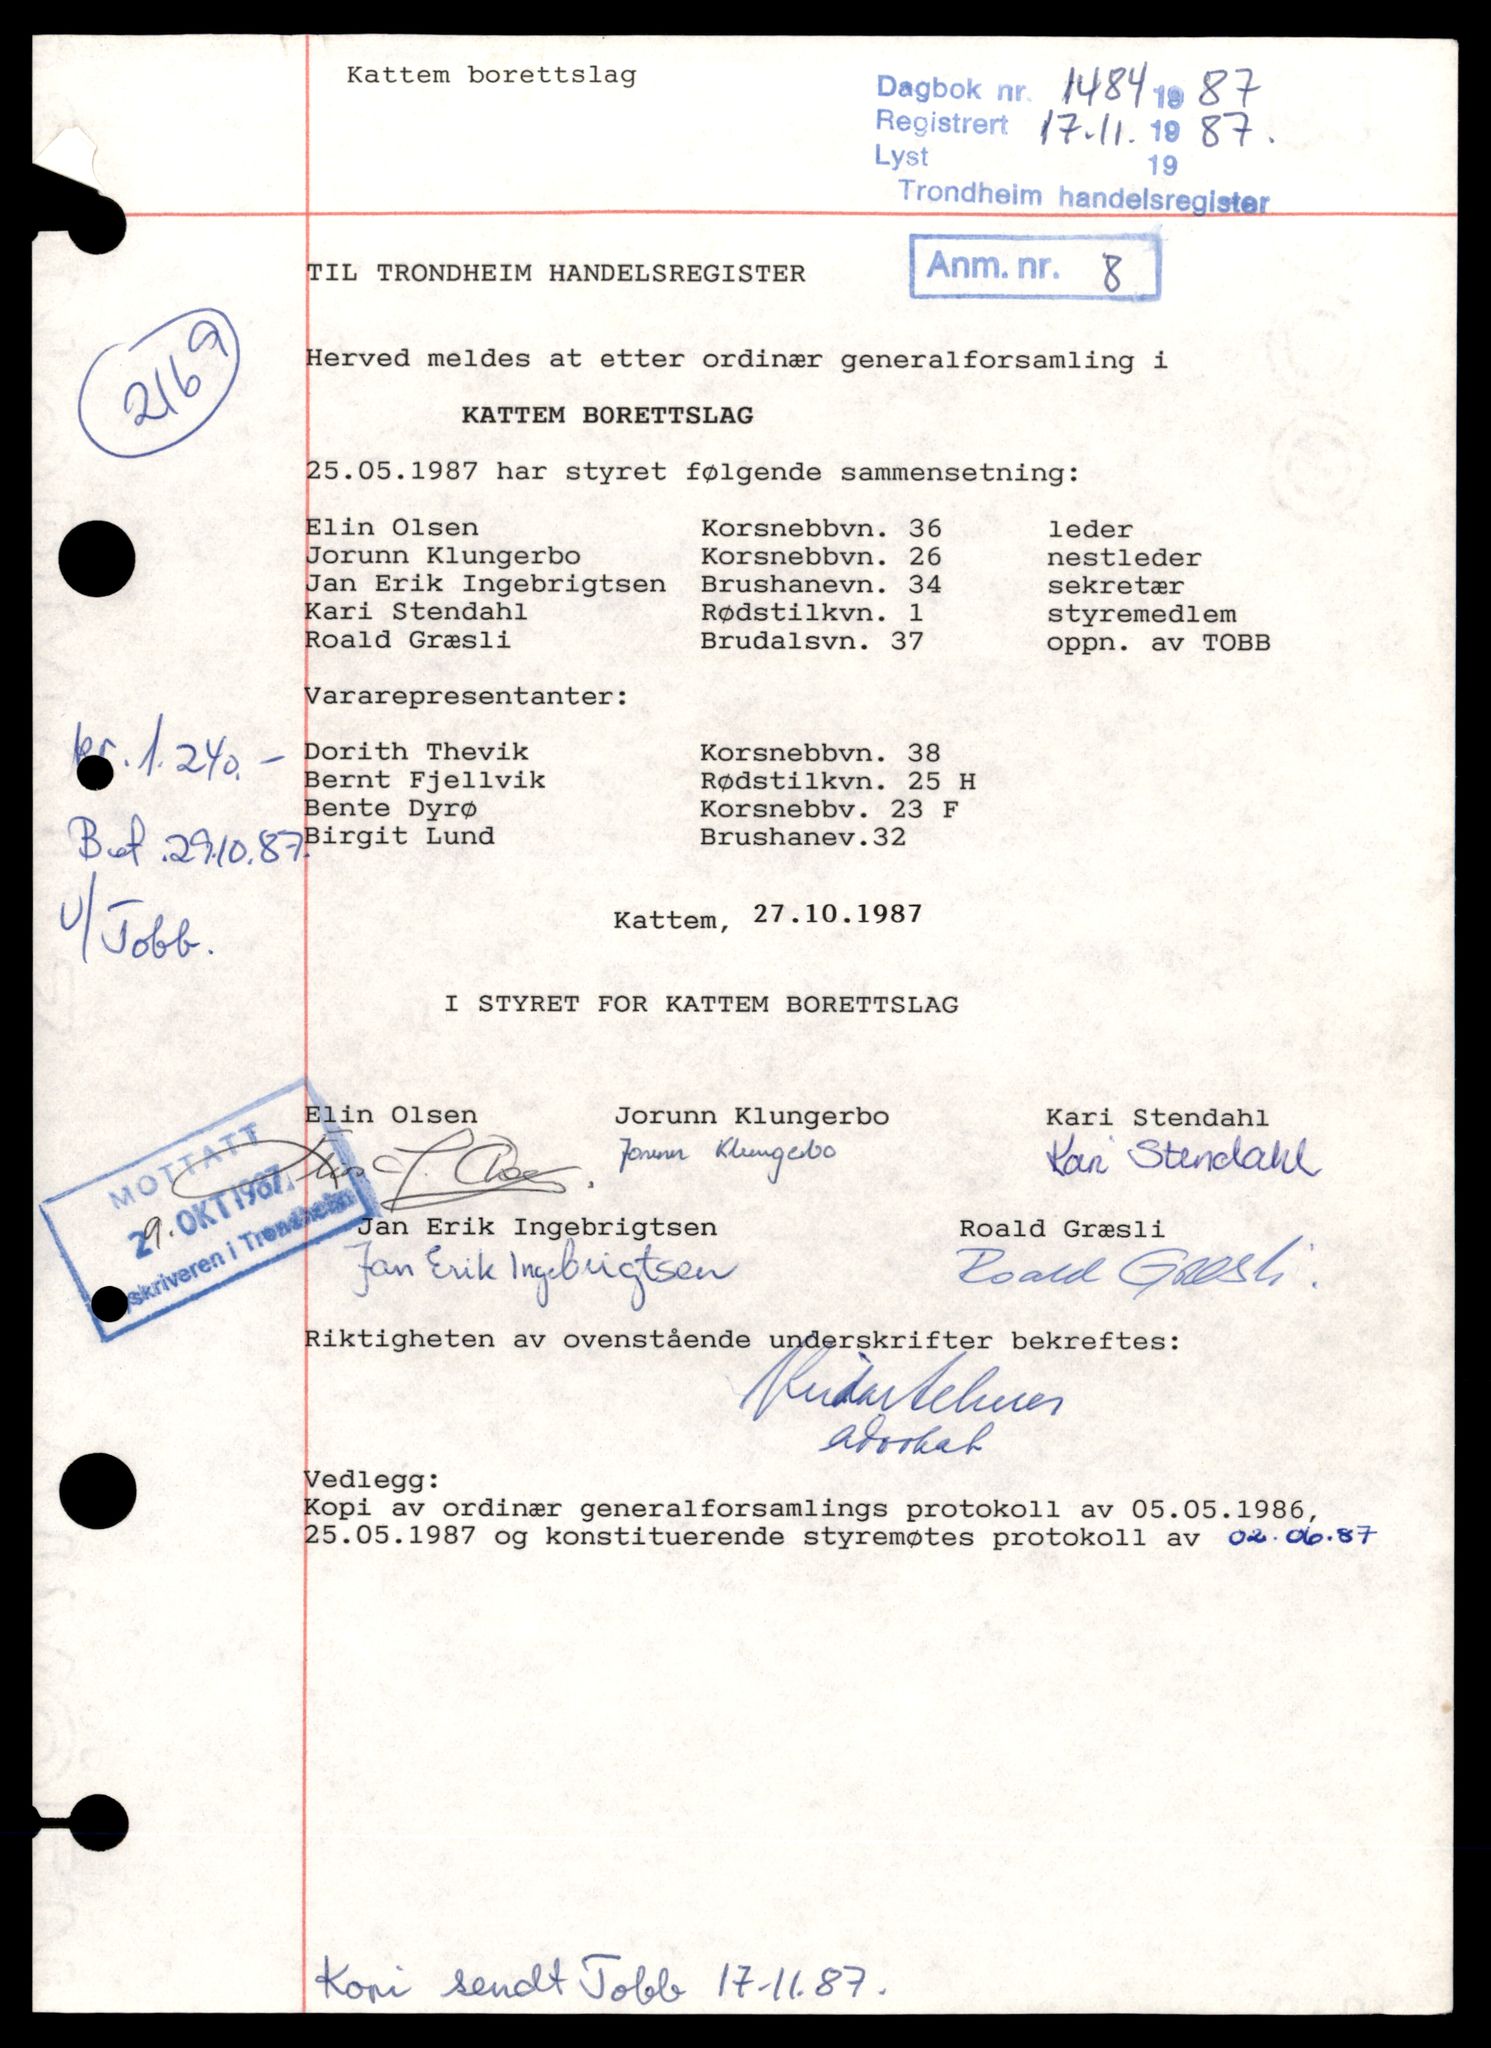 Kattem borettslag
Dagbok nr. 1484 19 87
Registrert 17.11. 19 87.
Lyst 19
Trondheim handelsregister
TIL TRONDHEIM HANDELSREGISTER
Anm. nr. 8
2169
Herved meldes at etter ordinær generalforsamling i
KATTEM BORETTSLAG
25.05.1987 har styret følgende sammensetning:
Elin Olsen Korsnebbvn. 36 leder
Jorunn Klungerbo Korsnebbvn. 26 nestleder
Jan Erik Ingebrigtsen Brushanevn. 34 sekretær
Kari Stendahl Rødstilkvn. 1 styremedlem
Roald Græsli Brudalsvn. 37 oppn. av TOBB
Vararepresentanter:
kr. 1.240.-
Dorith Thevik Korsnebbvn. 38
Bernt Fjellvik Rødstilkvn. 25 H
Bente Dyrø Korsnebbv. 23 F
Bet. 29.10.87.
Birgit Lund Brushanev.32
v/Tobb.
Kattem, 27.10.1987
I STYRET FOR KATTEM BORETTSLAG
Elin Olsen Jorunn Klungerbo Kari Stendahl
Jorunn Klungerbo Kari Stendahl
MOTTATT
29. OKT 1987
skriveren i Trondheim
Jan Erik Ingebrigtsen Roald Græsli
Jan Erik Ingebrigtsen Roald Græsli.
Riktigheten av ovenstående underskrifter bekreftes:
advokat
Vedlegg:
Kopi av ordinær generalforsamlings protokoll av 05.05.1986,
25.05.1987 og konstituerende styremøtes protokoll av 02.06.87
Kopi sendt Tobb 17-11.87.